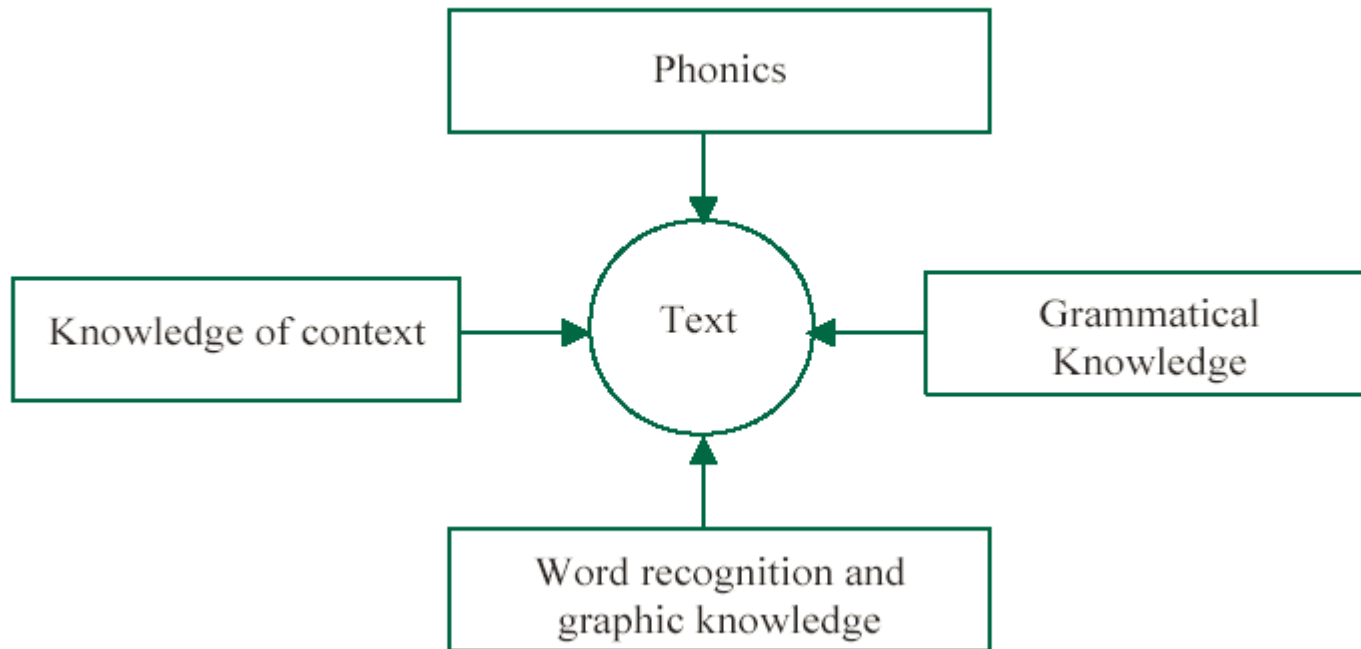 Phonics
Knowledge of context
Text
Grammatical
Knowledge
Word recognition and
graphic knowledge